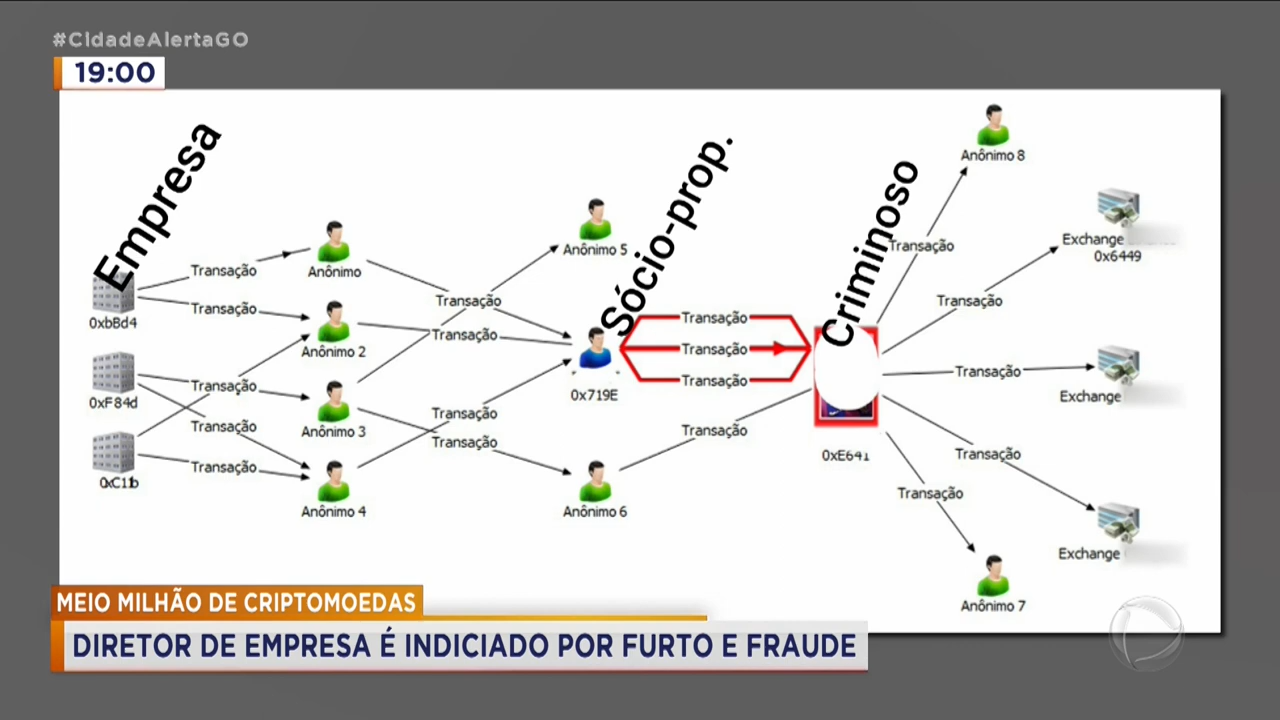 #CidadeAlertaGO
19:00
Empresa
Sócio-prop.
Criminoso
Anônimo 8
Transação
Exchange
0x6449
Anônimo 5
Transação
Anônimo
Transação
Transação
0xbBd4
Transação
Transação
Transação
Anônimo 2
Transação
Transação
0x719E
Transação
Exchange
0xF84d
Transação
Anônimo 3
Transação
Transação
Transação
Transação
0xE641
Transação
0xC11b
Transação
Anônimo 4
Anônimo 6
Transação
Exchange
Anônimo 7
MEIO MILHÃO DE CRIPTOMOEDAS
DIRETOR DE EMPRESA É INDICIADO POR FURTO E FRAUDE